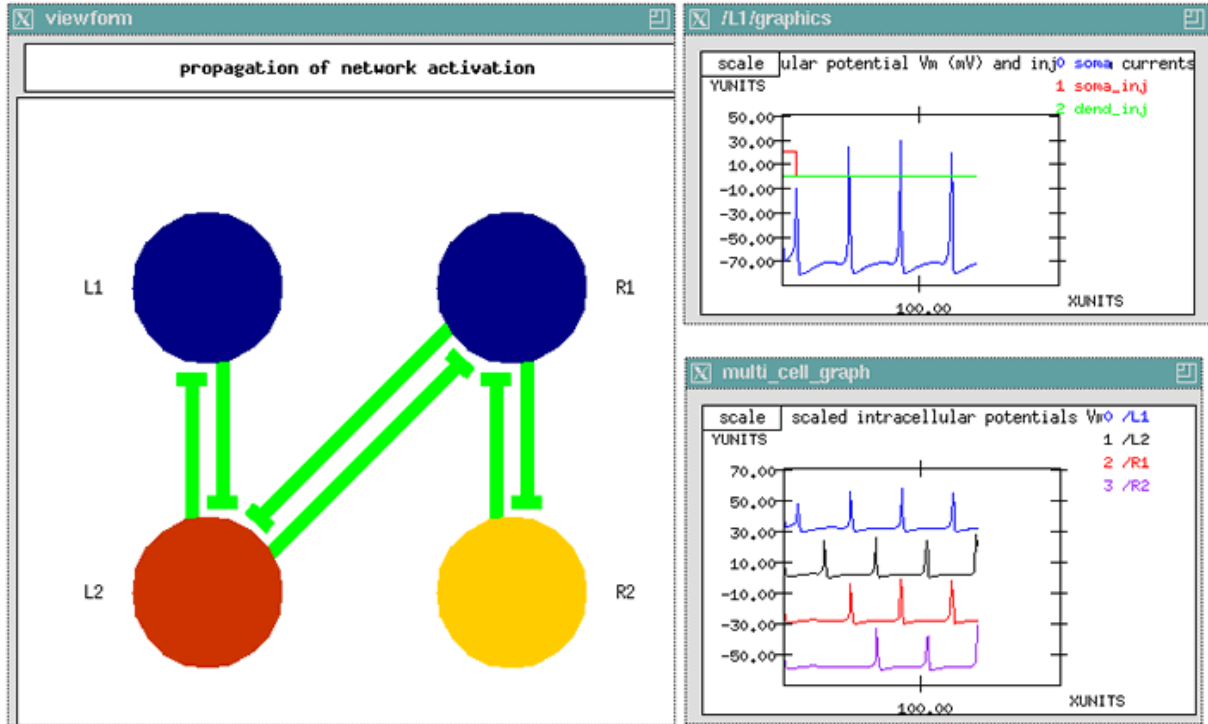 viewform
propagation of network activation
L1
R1
L2
R2
/L1/graphics
scale
ular potential Vm (mV) and inj
0 soma currents
YUNITS
1 soma_inj
2 dend_inj
50.00
30.00
10.00
-10.00
-30.00
-50.00
-70.00
100.00
XUNITS
multi_cell_graph
scale
scaled intracellular potentials Vm
0 /L1
YUNITS
1 /L2
2 /R1
3 /R2
70.00
50.00
30.00
10.00
-10.00
-30.00
-50.00
100.00
XUNITS